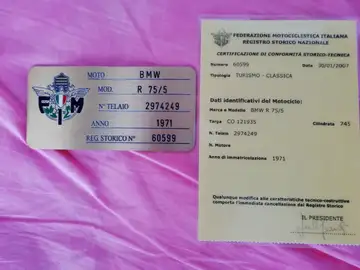 MOTO BMW
MOD. R 75/5
N° TELAIO 2974249
ANNO 1971
REG. STORICO N° 60599
F M
FEDERAZIONE MOTOCICLISTICA ITALIANA
REGISTRO STORICO NAZIONALE
CERTIFICAZIONE DI CONFORMITÀ STORICO-TECNICA
Numero 60599 Data 30/01/2007
Tipologia TURISMO - CLASSICA
Dati identificativi del Motociclo:
Marca e Modello BMW R 75/5
Targa CO 121935 Cilindrata 745
N. Telaio 2974249
N. Motore
Anno di immatricolazione 1971
Qualunque modifica alle caratteristiche tecnico-costruttive
comporta l'immediata cancellazione dal Registro Storico
IL PRESIDENTE